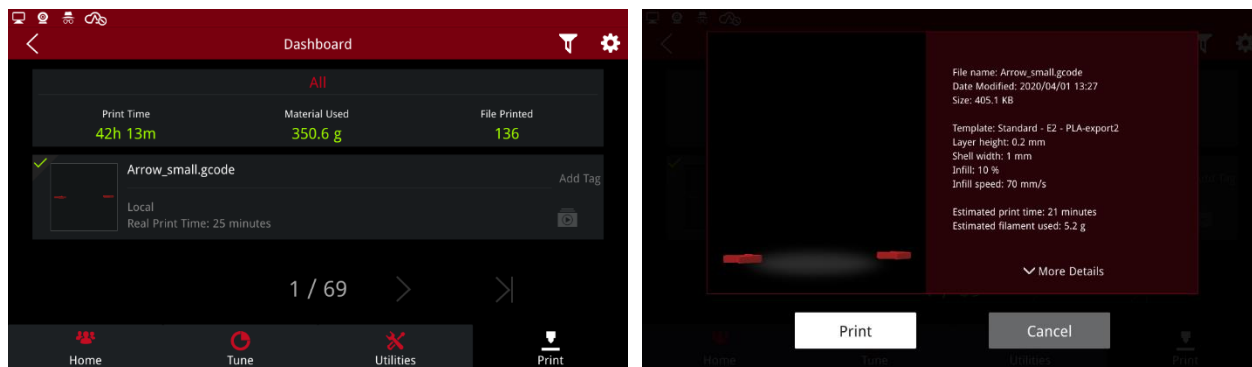 Dashboard
All
Print Time
Material Used
File Printed
42h 13m
350.6 g
136
Arrow_small.gcode
Add Tag
Local
Real Print Time: 25 minutes
1 / 69
Home
Tune
Utilities
Print
File name: Arrow_small.gcode
Date Modified: 2020/04/01 13:27
Size: 405.1 KB
Template: Standard - E2 - PLA-export2
Layer height: 0.2 mm
Shell width: 1 mm
Infill: 10 %
Infill speed: 70 mm/s
Estimated print time: 21 minutes
Estimated filament used: 5.2 g
More Details
Print
Cancel
Home
Tune
Utilities
Print